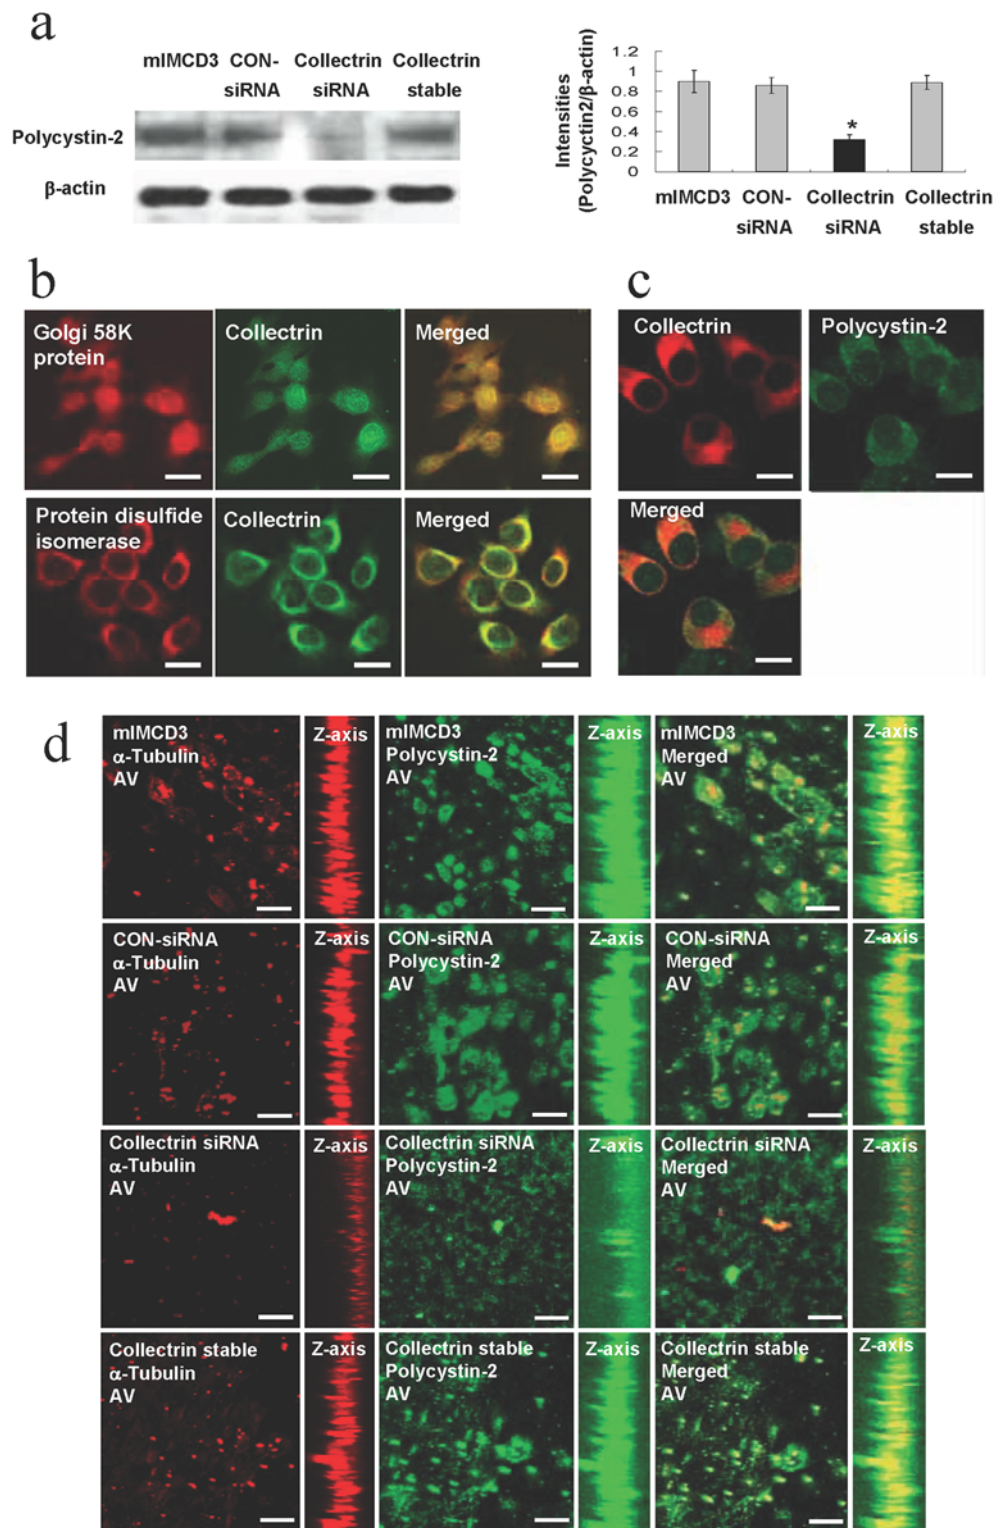 a
mIMCD3 CON-siRNA Collectrin siRNA Collectrin stable
Polycystin-2
β-actin
Intensities
(Polycyctin2/β-actin)
1.2
1
0.8
0.6
0.4
0.2
0
*
mIMCD3 CON-siRNA Collectrin siRNA Collectrin stable
b
Golgi 58K protein
Collectrin
Merged
Protein disulfide isomerase
Collectrin
Merged
c
Collectrin
Polycystin-2
Merged
d
mIMCD3
α-Tubulin
AV
Z-axis
mIMCD3
Polycystin-2
AV
Z-axis
mIMCD3
Merged
AV
Z-axis
CON-siRNA
α-Tubulin
AV
Z-axis
CON-siRNA
Polycystin-2
AV
Z-axis
CON-siRNA
Merged
AV
Z-axis
Collectrin siRNA
α-Tubulin
AV
Z-axis
Collectrin siRNA
Polycystin-2
AV
Z-axis
Collectrin siRNA
Merged
AV
Z-axis
Collectrin stable
α-Tubulin
AV
Z-axis
Collectrin stable
Polycystin-2
AV
Z-axis
Collectrin stable
Merged
AV
Z-axis